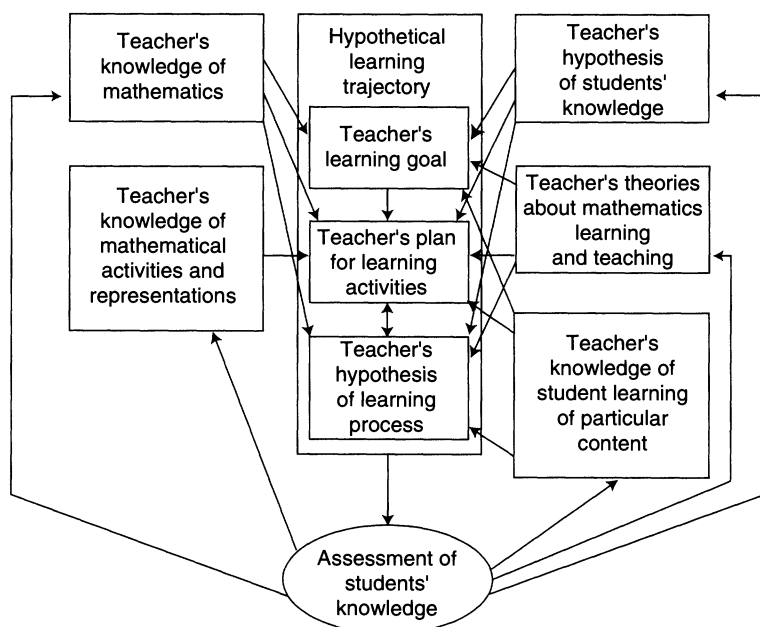 Teacher's
knowledge of
mathematics
Hypothetical
learning
trajectory
Teacher's
hypothesis
of students'
knowledge
Teacher's
learning goal
Teacher's
knowledge of
mathematical
activities and
representations
Teacher's plan
for learning
activities
Teacher's theories
about mathematics
learning
and teaching
Teacher's
hypothesis
of learning
process
Teacher's
knowledge of
student learning
of particular
content
Assessment of
students'
knowledge